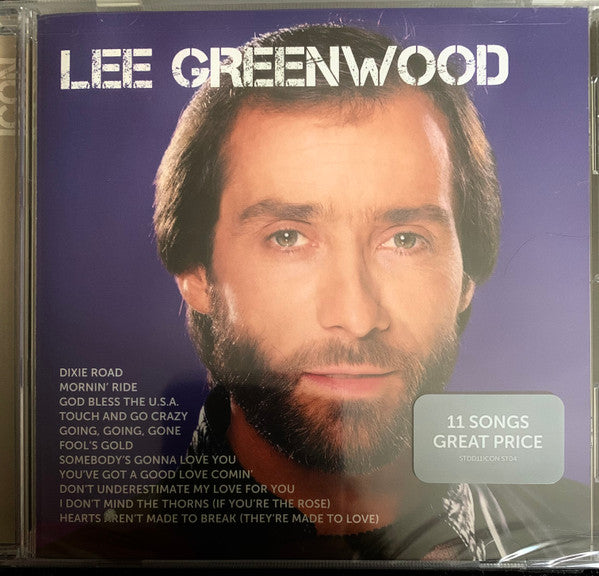 ICON
LEE GREENWOOD
DIXIE ROAD
MORNIN' RIDE
GOD BLESS THE U.S.A.
TOUCH AND GO CRAZY
GOING, GOING, GONE
FOOL'S GOLD
SOMEBODY'S GONNA LOVE YOU
YOU'VE GOT A GOOD LOVE COMIN'
DON'T UNDERESTIMATE MY LOVE FOR YOU
I DON'T MIND THE THORNS (IF YOU'RE THE ROSE)
HEARTS AREN'T MADE TO BREAK (THEY'RE MADE TO LOVE)
11 SONGS
GREAT PRICE